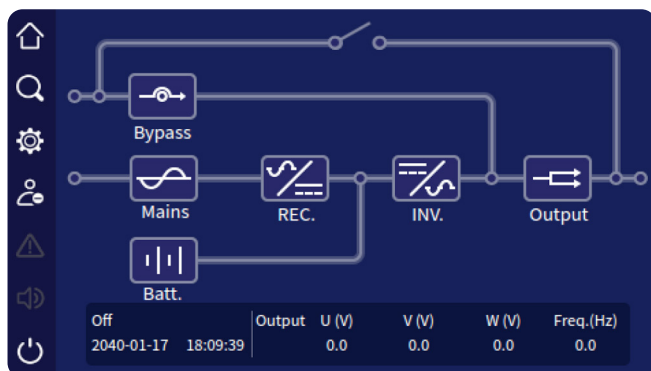 Bypass
Mains REC. INV. Output
Batt.
Off Output U (V) V (V) W (V) Freq.(Hz)
2040-01-17 18:09:39 0.0 0.0 0.0 0.0